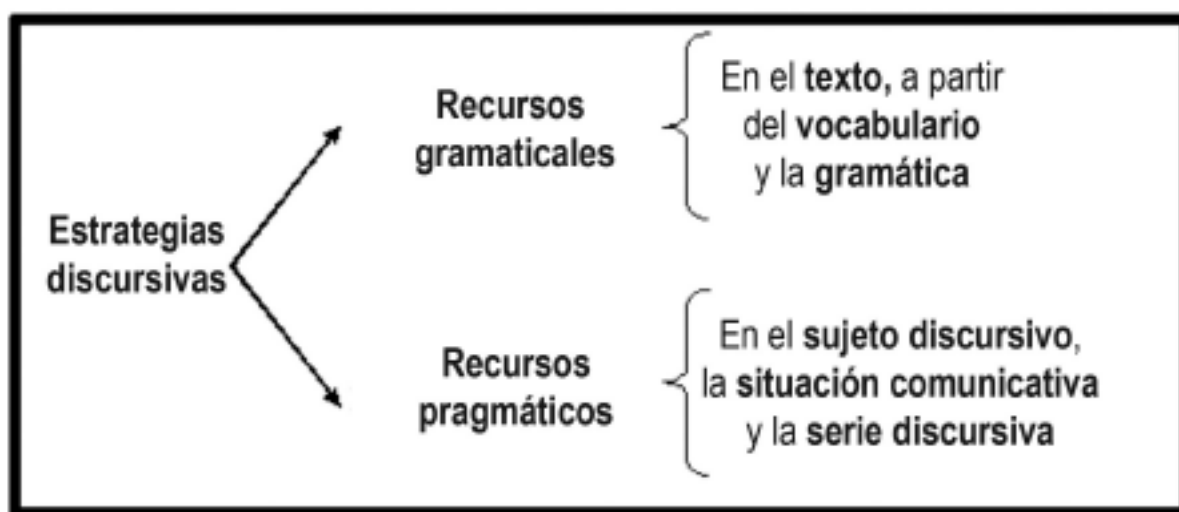 Estrategias
discursivas
Recursos
gramaticales
En el texto, a partir
del vocabulario
y la gramática
Recursos
pragmáticos
En el sujeto discursivo,
la situación comunicativa
y la serie discursiva